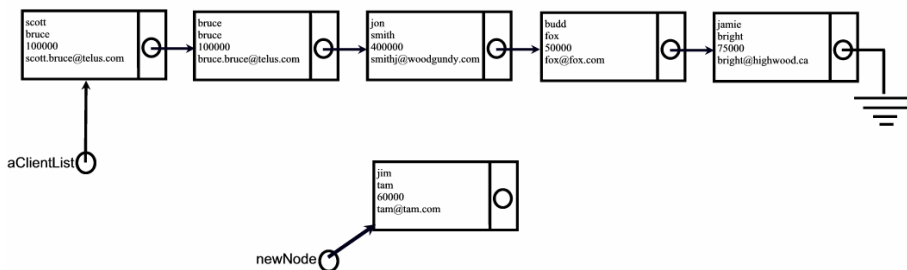 scott
bruce
100000
scott.bruce@telus.com
bruce
bruce
100000
bruce.bruce@telus.com
jon
smith
400000
smithj@woodgundy.com
budd
fox
50000
fox@fox.com
jamie
bright
75000
bright@highwood.ca
aClientList
jim
tam
60000
tam@tam.com
newNode